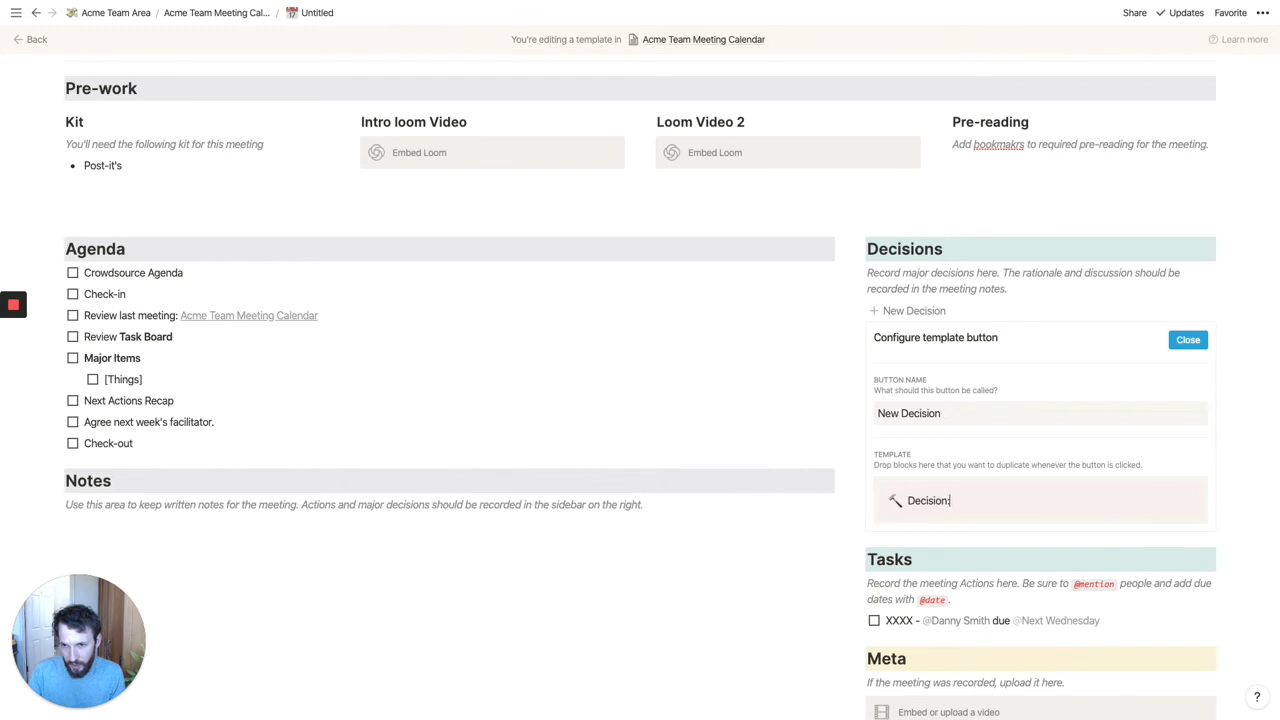 Acme Team Area / Acme Team Meeting Cal... / Untitled
Share Updates Favorite •••
Back
You're editing a template in Acme Team Meeting Calendar
Learn more
Pre-work
Kit
You'll need the following kit for this meeting
• Post-it's
Intro loom Video
Embed Loom
Loom Video 2
Embed Loom
Pre-reading
Add bookmakrs to required pre-reading for the meeting.
Agenda
Crowdsource Agenda
Check-in
Review last meeting: Acme Team Meeting Calendar
Review Task Board
Major Items
[Things]
Next Actions Recap
Agree next week's facilitator.
Check-out
Notes
Use this area to keep written notes for the meeting. Actions and major decisions should be recorded in the sidebar on the right.
Decisions
Record major decisions here. The rationale and discussion should be
recorded in the meeting notes.
+ New Decision
Configure template button
Close
BUTTON NAME
What should this button be called?
New Decision
TEMPLATE
Drop blocks here that you want to duplicate whenever the button is clicked.
Decision:
Tasks
Record the meeting Actions here. Be sure to @mention people and add due
dates with @date.
XXXX - @Danny Smith due @Next Wednesday
Meta
If the meeting was recorded, upload it here.
Embed or upload a video
?